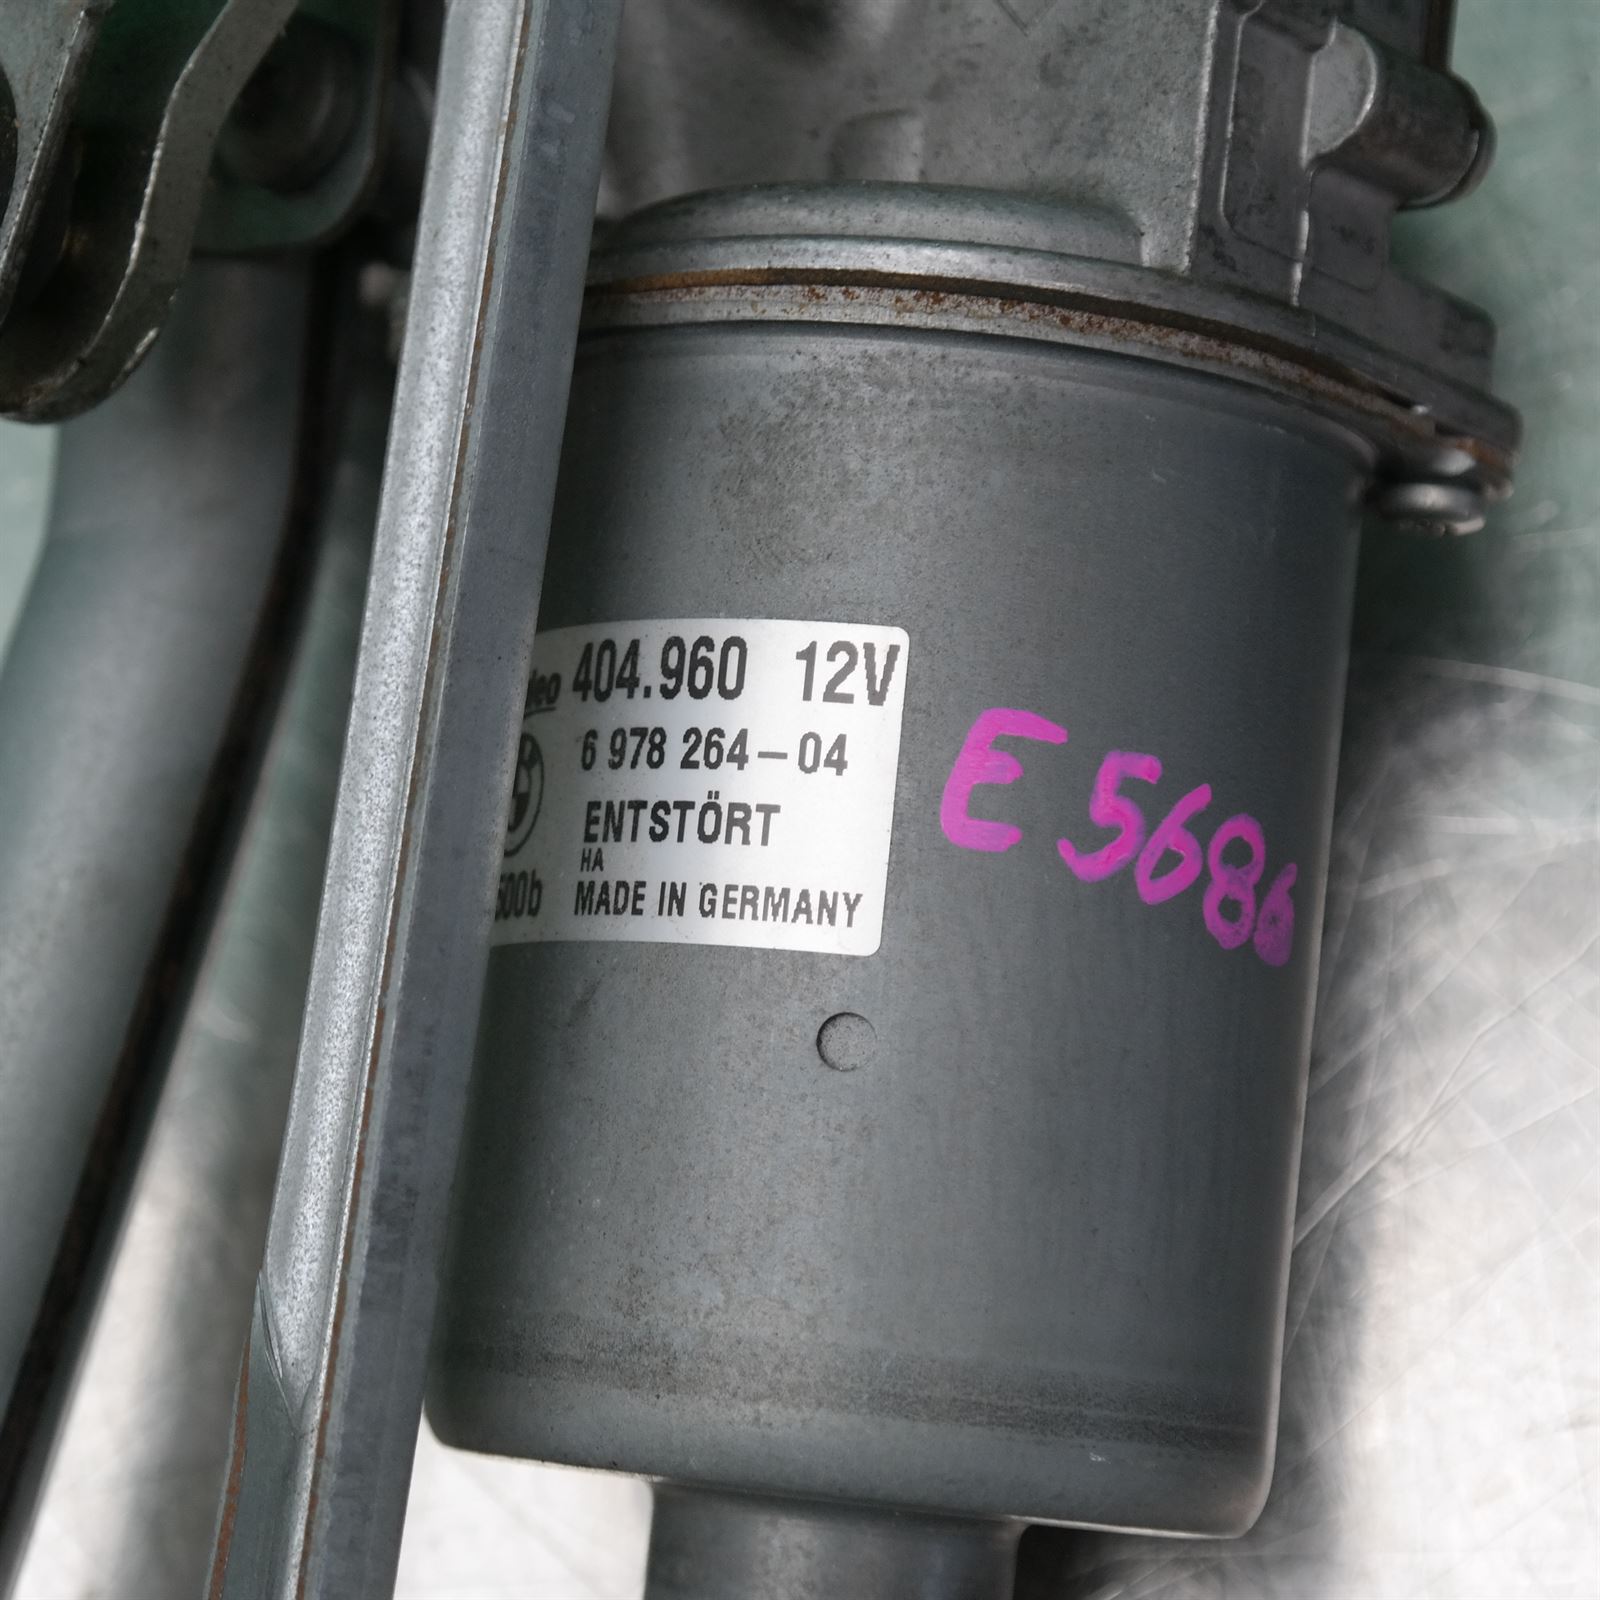 404.960 12V
6 978 264-04
ENTSTÖRT
HA
MADE IN GERMANY
E 5686